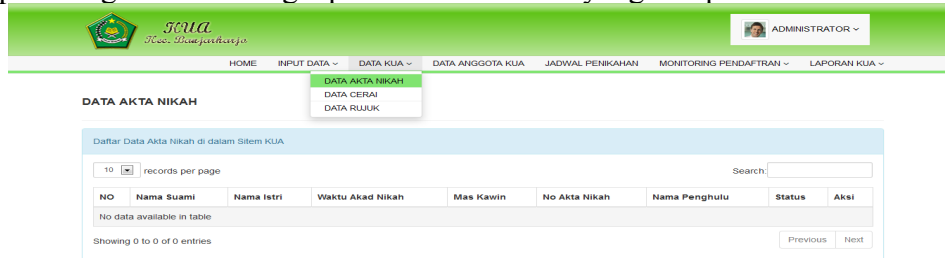 KUA
Kec. Banjarharjo
ADMINISTRATOR
HOME INPUT DATA DATA KUA DATA ANGGOTA KUA JADWAL PENIKAHAN MONITORING PENDAFTRAN LAPORAN KUA
DATA AKTA NIKAH
DATA CERAI
DATA RUJUK
DATA AKTA NIKAH
Daftar Data Akta Nikah di dalam Sitem KUA
10 records per page Search:
NO Nama Suami Nama Istri Waktu Akad Nikah Mas Kawin No Akta Nikah Nama Penghulu Status Aksi
No data available in table
Showing 0 to 0 of 0 entries Previous Next